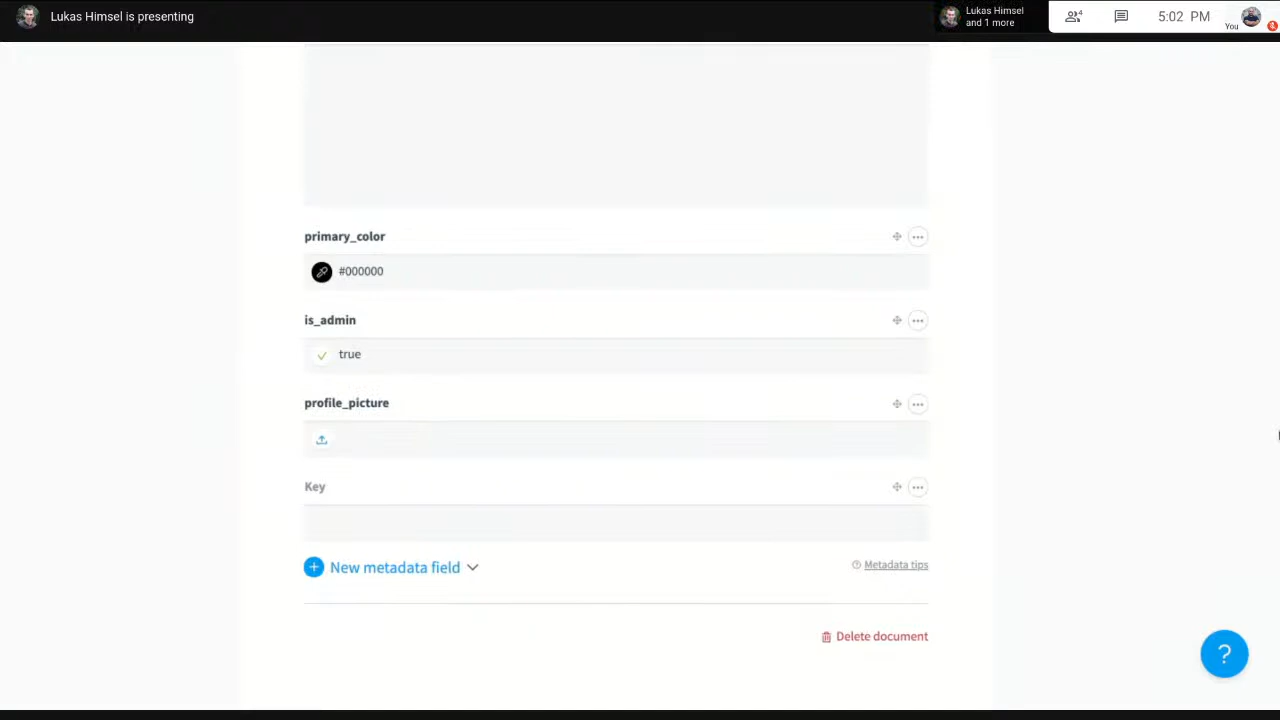 Lukas Himsel is presenting
Lukas Himsel
and 1 more
4
5:02 PM
You
primary_color
#000000
is_admin
true
profile_picture
Key
New metadata field
Metadata tips
Delete document
?